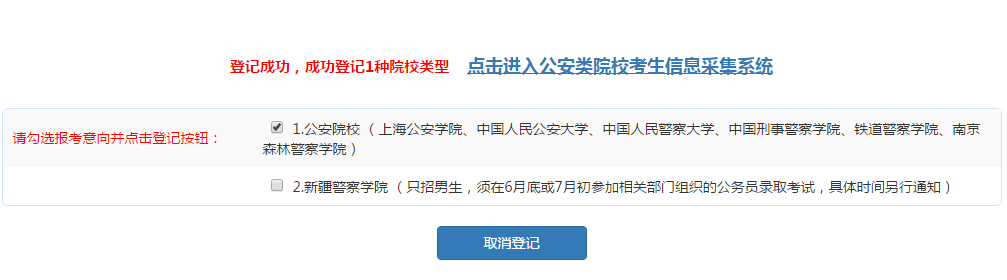 登记成功，成功登记1种院校类型 点击进入公安类院校考生信息采集系统
请勾选报考意向并点击登记按钮：
1.公安院校 （ 上海公安学院、中国人民公安大学、中国人民警察大学、中国刑事警察学院、铁道警察学院、南京
森林警察学院 ）
2.新疆警察学院 （ 只招男生，须在6月底或7月初参加相关部门组织的公务员录取考试，具体时间另行通知 ）
取消登记